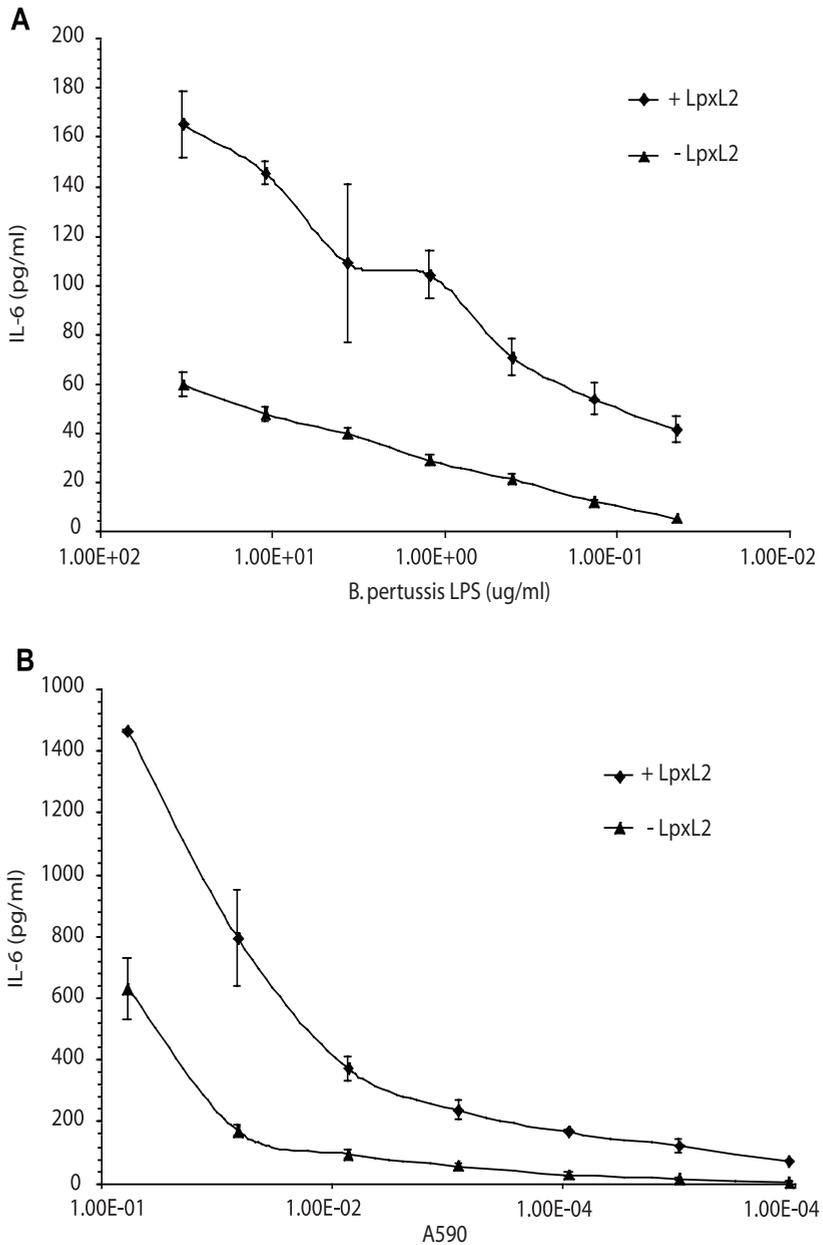 A
200
180
160
140
120
100
80
60
40
20
0
IL-6 (pg/ml)
+ LpxL2
- LpxL2
1.00E+02 1.00E+01 1.00E+00 1.00E-01 1.00E-02
B. pertussis LPS (ug/ml)
B
1000
1400
1200
1000
800
600
400
200
0
IL-6 (pg/ml)
+ LpxL2
- LpxL2
1.00E-01 1.00E-02 1.00E-04 1.00E-04
A590